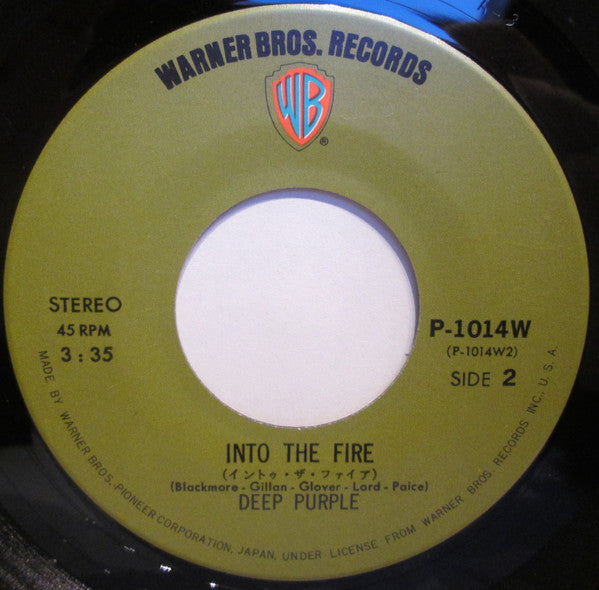 WARNER BROS. RECORDS
WB
®
STEREO
45 RPM
3 : 35
P-1014W
(P-1014W2)
SIDE 2
INTO THE FIRE
(イントゥ・ザ・ファイア)
(Blackmore - Gillan - Glover - Lord - Paice)
DEEP PURPLE
MADE BY WARNER BROS. PIONEER CORPORATION, JAPAN, UNDER LICENSE FROM WARNER BROS. RECORDS INC., U.S.A.